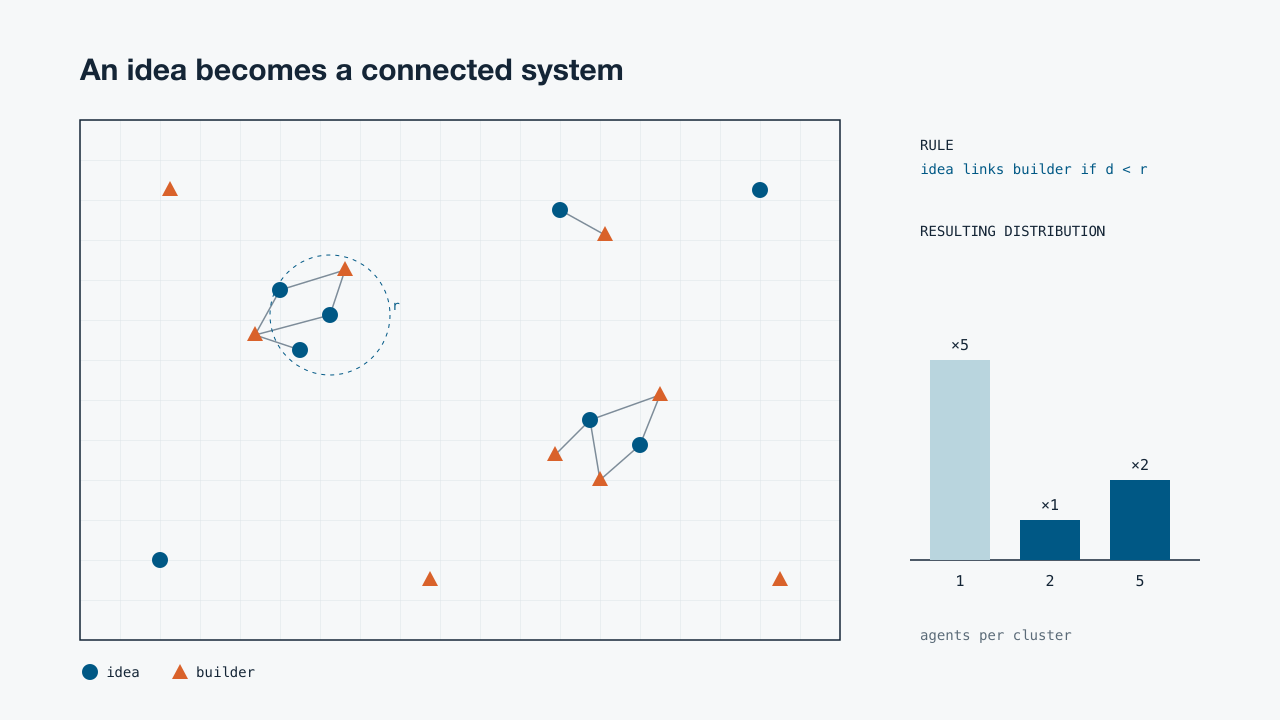 An idea becomes a connected system
RULE
idea links builder if d < r
RESULTING DISTRIBUTION
r
×5
×1
×2
1
2
5
agents per cluster
idea
builder